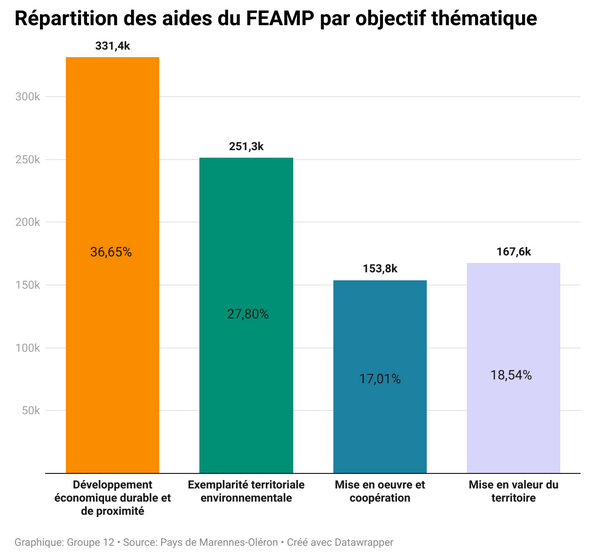 Répartition des aides du FEAMP par objectif thématique
331,4k
300k
251,3k
250k
200k
167,6k
153,8k
150k
100k
50k
36,65%
27,80%
17,01%
18,54%
Développement
économique durable et
de proximité
Exemplarité territoriale
environnementale
Mise en oeuvre et
coopération
Mise en valeur du
territoire
Graphique: Groupe 12 • Source: Pays de Marennes-Oléron • Créé avec Datawrapper